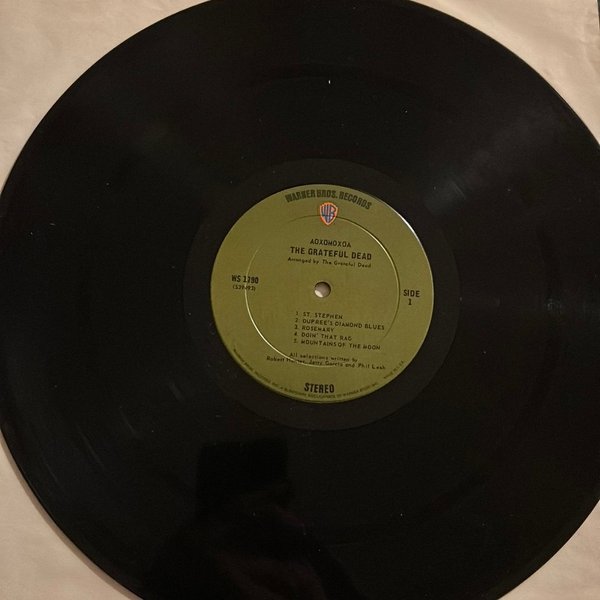 WARNER BROS. RECORDS
WB
AOXOMOXOA
THE GRATEFUL DEAD
Arranged by The Grateful Dead
WS 1790
(S39693)
SIDE
1
1. ST. STEPHEN
2. DUPREE'S DIAMOND BLUES
3. ROSEMARY
4. DOIN' THAT RAG
5. MOUNTAINS OF THE MOON
All selections written by
Robert Hunter, Jerry Garcia and Phil Lesh
STEREO